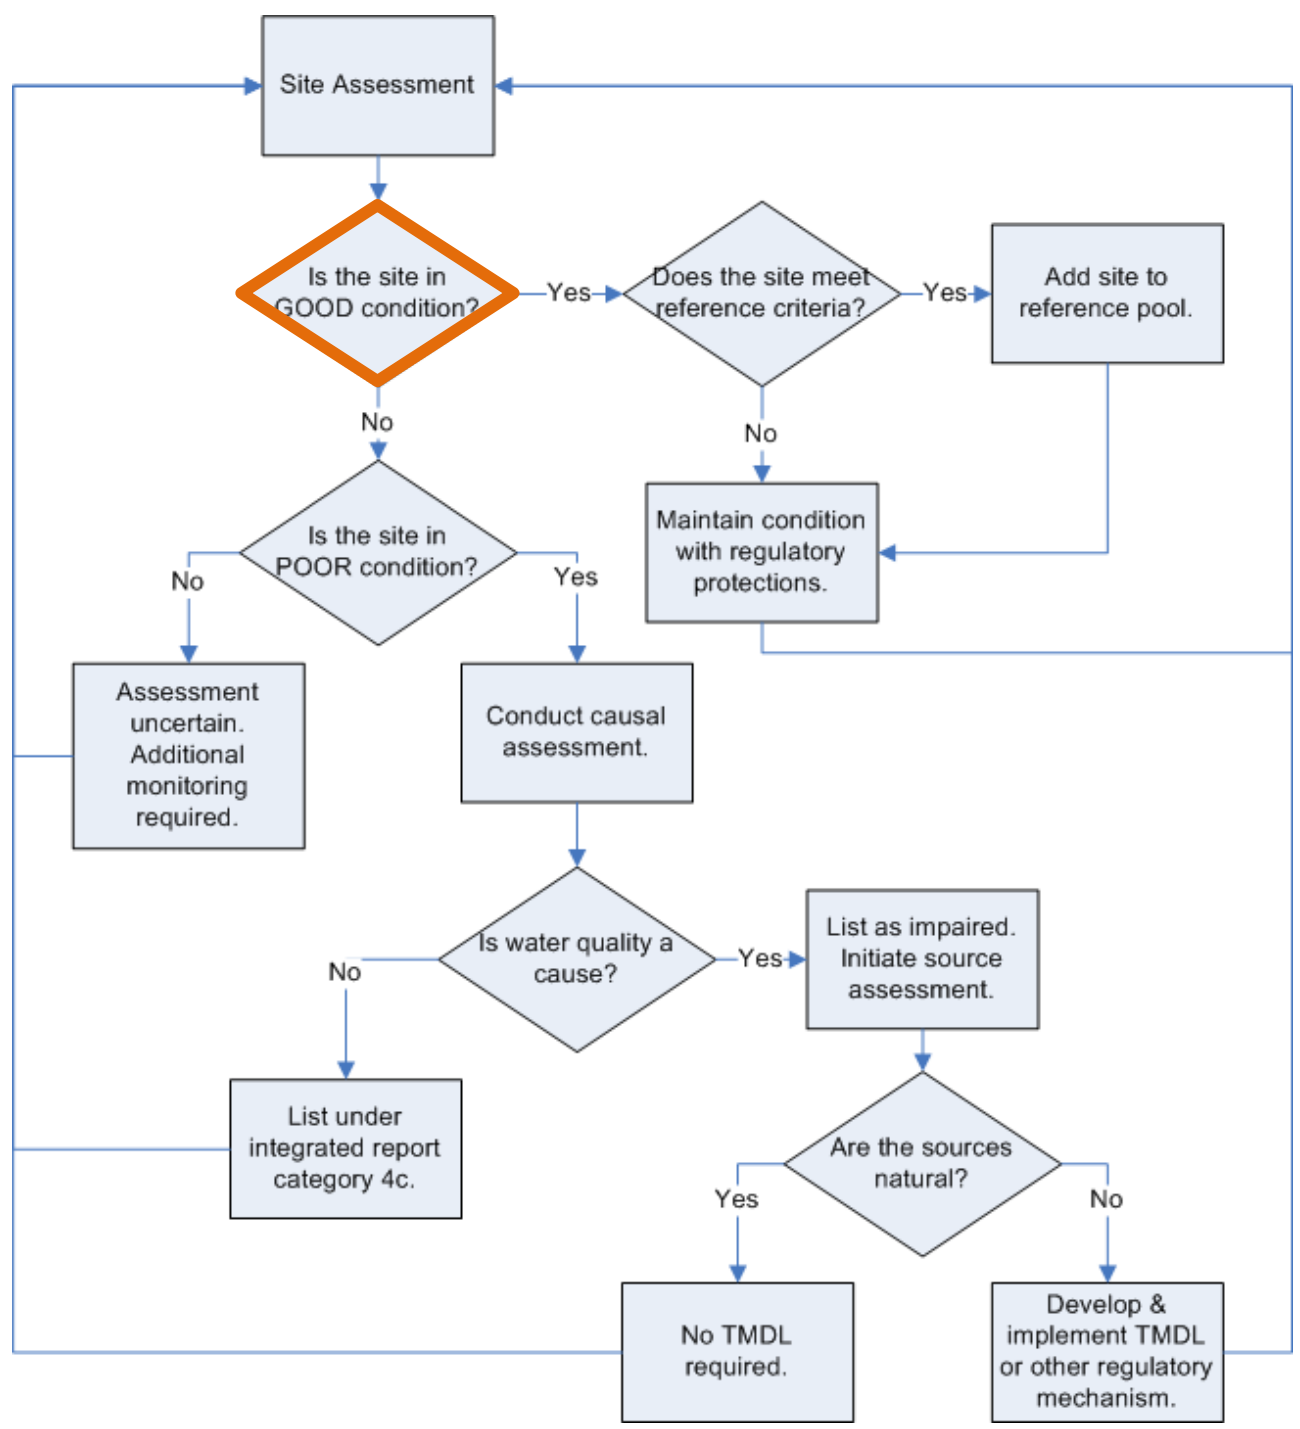 Site Assessment
Is the site in
GOOD condition?
Yes
Does the site meet
reference criteria?
Yes
Add site to
reference pool.
No
No
Maintain condition
with regulatory
protections.
Is the site in
POOR condition?
No
Yes
Assessment
uncertain.
Additional
monitoring
required.
Conduct causal
assessment.
Is water quality a
cause?
No
Yes
List as impaired.
Initiate source
assessment.
List under
integrated report
category 4c.
Are the sources
natural?
Yes
No
No TMDL
required.
Develop &
implement TMDL
or other regulatory
mechanism.